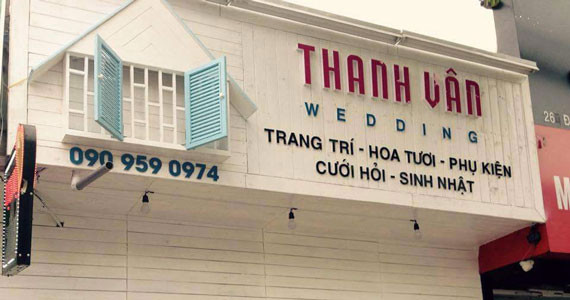 THANH VÂN
WEDDING
TRANG TRÍ - HOA TƯƠI - PHỤ KIỆN
CƯỚI HỎI - SINH NHẬT
090 959 0974
26 Đ
M